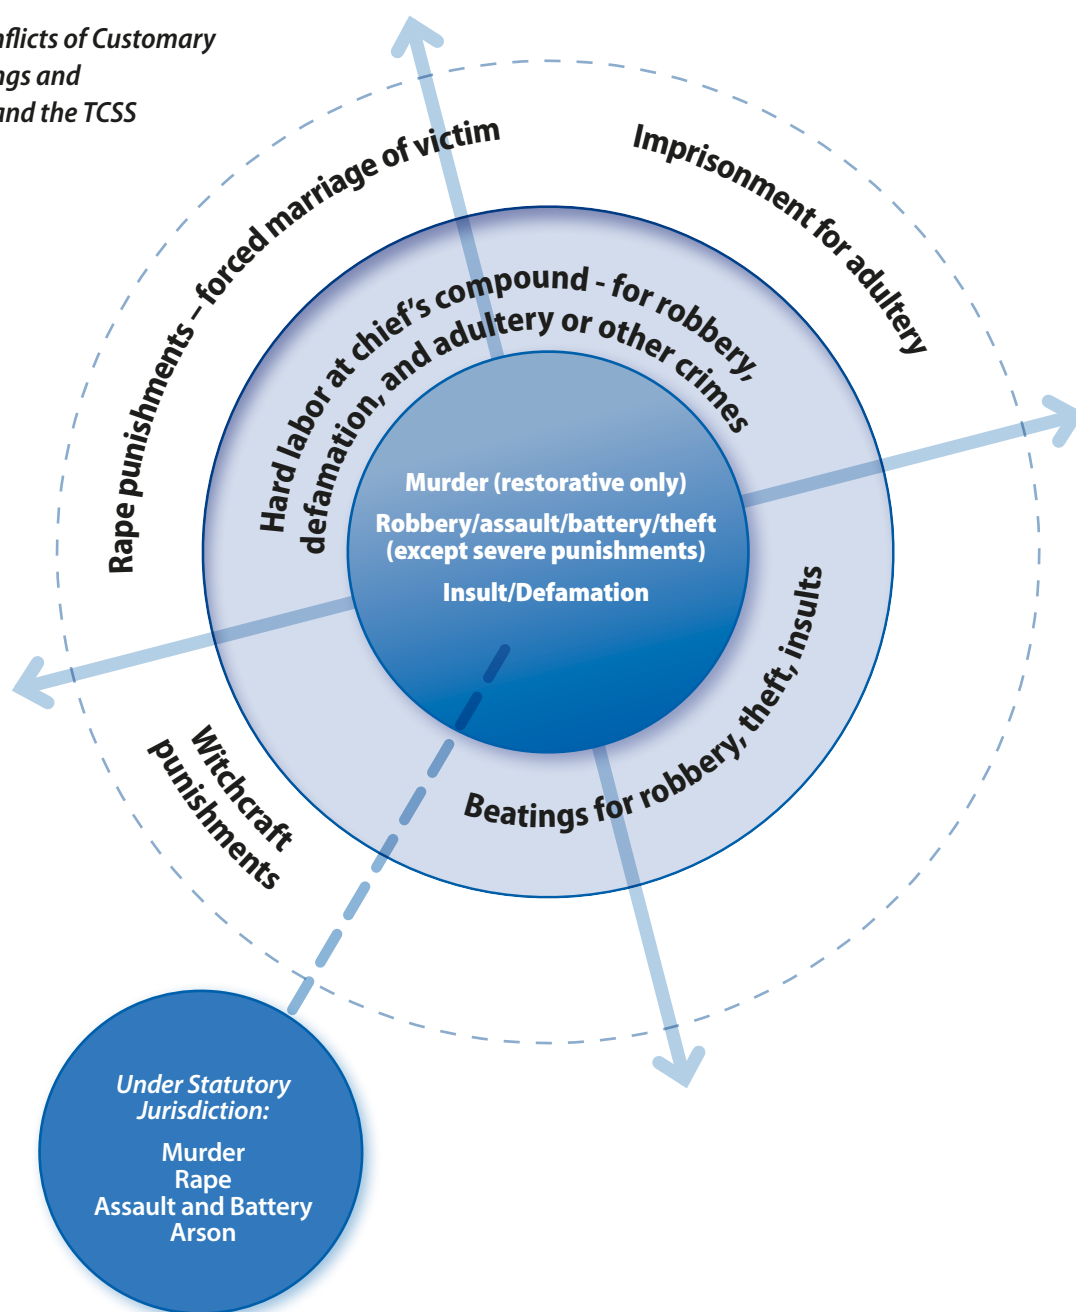 nflicts of Customary
ngs and
and the TCSS
Rape punishments – forced marriage of victim
Imprisonment for adultery
Hard labor at chief's compound - for robbery,
defamation, and adultery or other crimes
Murder (restorative only)
Robbery/assault/battery/theft
(except severe punishments)
Insult/Defamation
Beatings for robbery, theft, insults
Witchcraft
punishments
Under Statutory
Jurisdiction:
Murder
Rape
Assault and Battery
Arson